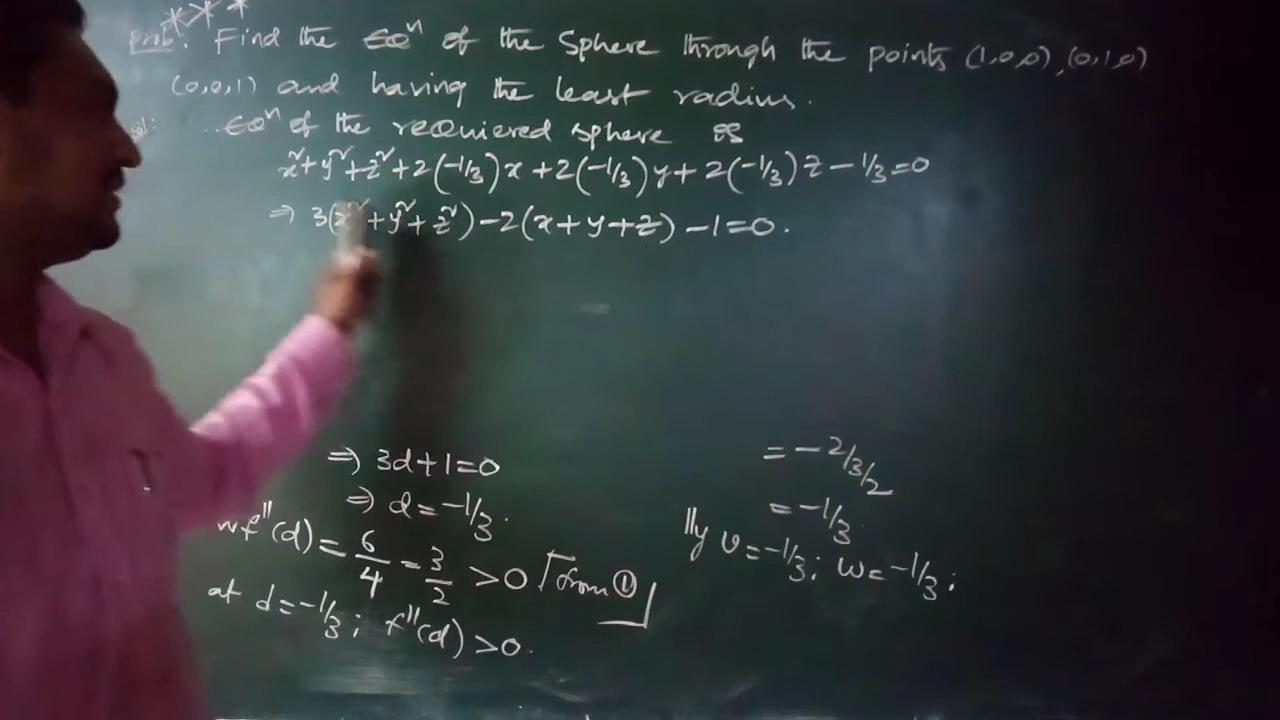 ***
Prob: Find the EQⁿ of the Sphere through the points (1,0,0), (0,1,0)
(0,0,1) and having the least radius.
Sol: EQⁿ of the requiered sphere is
x²+y²+z²+2(-1/3)x+2(-1/3)y+2(-1/3)z-1/3=0
⇒ 3(x²+y²+z²)-2(x+y+z)-1=0.
⇒ 3d+1=0
⇒ d=-1/3.
f''(d)=6/4=3/2>0 [from ①]
at d=-1/3; f''(d)>0.
=-2/3/2
=-1/3
lly v=-1/3; w=-1/3;